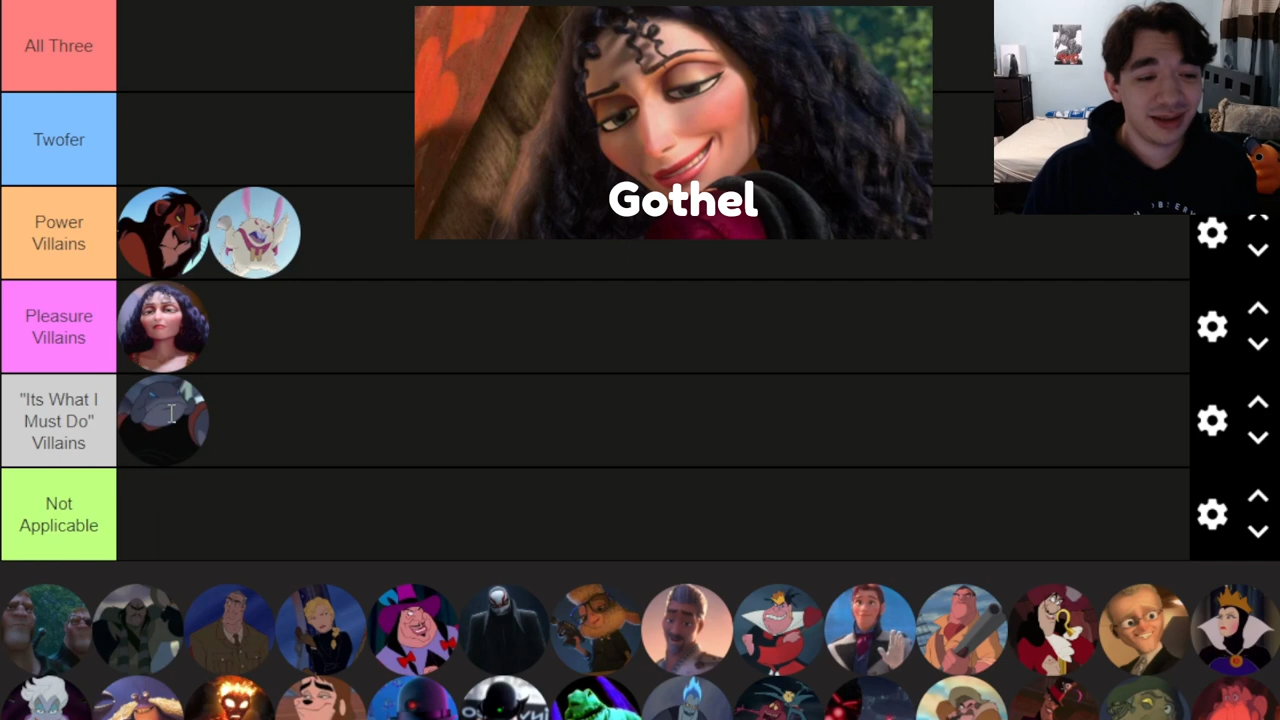 All Three
Gothel
Twofer
Power
Villains
Pleasure
Villains
"Its What I
Must Do"
Villains
Not
Applicable